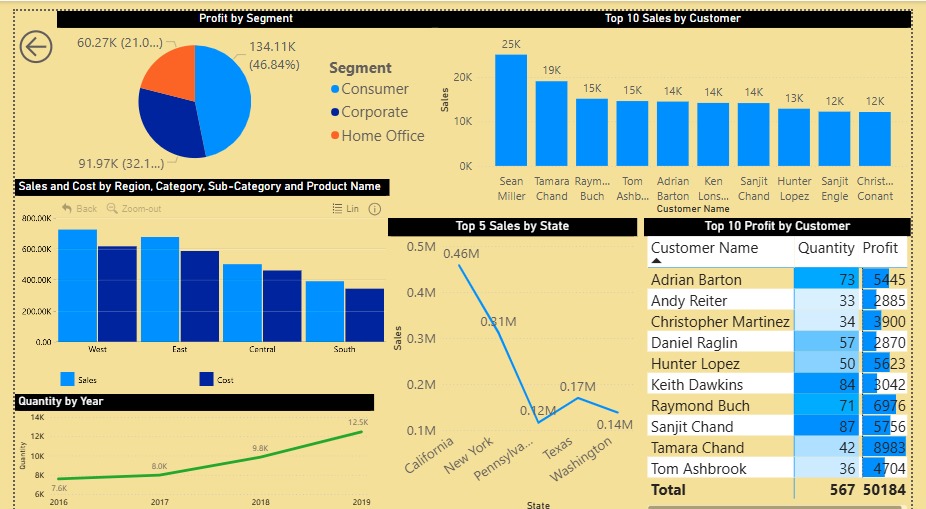 Profit by Segment
60.27K (21.0...)
134.11K
(46.84%)
91.97K (32.1...)
Segment
Consumer
Corporate
Home Office
Top 10 Sales by Customer
Sales
20K
10K
0K
25K
19K
15K
15K
14K
14K
14K
13K
12K
12K
Sean Miller
Tamara Chand
Raym... Buch
Tom Ashb...
Adrian Barton
Ken Lons...
Sanjit Chand
Hunter Lopez
Sanjit Engle
Christ... Conant
Customer Name
Sales and Cost by Region, Category, Sub-Category and Product Name
Back Zoom-out Lin
800.00K
600.00K
400.00K
200.00K
0.00
West East Central South
Sales Cost
Quantity by Year
Quantity
14K
12K
10K
8K
6K
7.6K
8.0K
9.8K
12.5K
2016 2017 2018 2019
Top 5 Sales by State
Sales
0.5M
0.4M
0.3M
0.2M
0.1M
0.46M
0.31M
0.12M
0.17M
0.14M
California
New York
Pennsylva...
Texas
Washington
State
Top 10 Profit by Customer
Customer Name Quantity Profit
Adrian Barton 73 5445
Andy Reiter 33 2885
Christopher Martinez 34 3900
Daniel Raglin 57 2870
Hunter Lopez 50 5623
Keith Dawkins 84 3042
Raymond Buch 71 6976
Sanjit Chand 87 5756
Tamara Chand 42 8983
Tom Ashbrook 36 4704
Total 567 50184